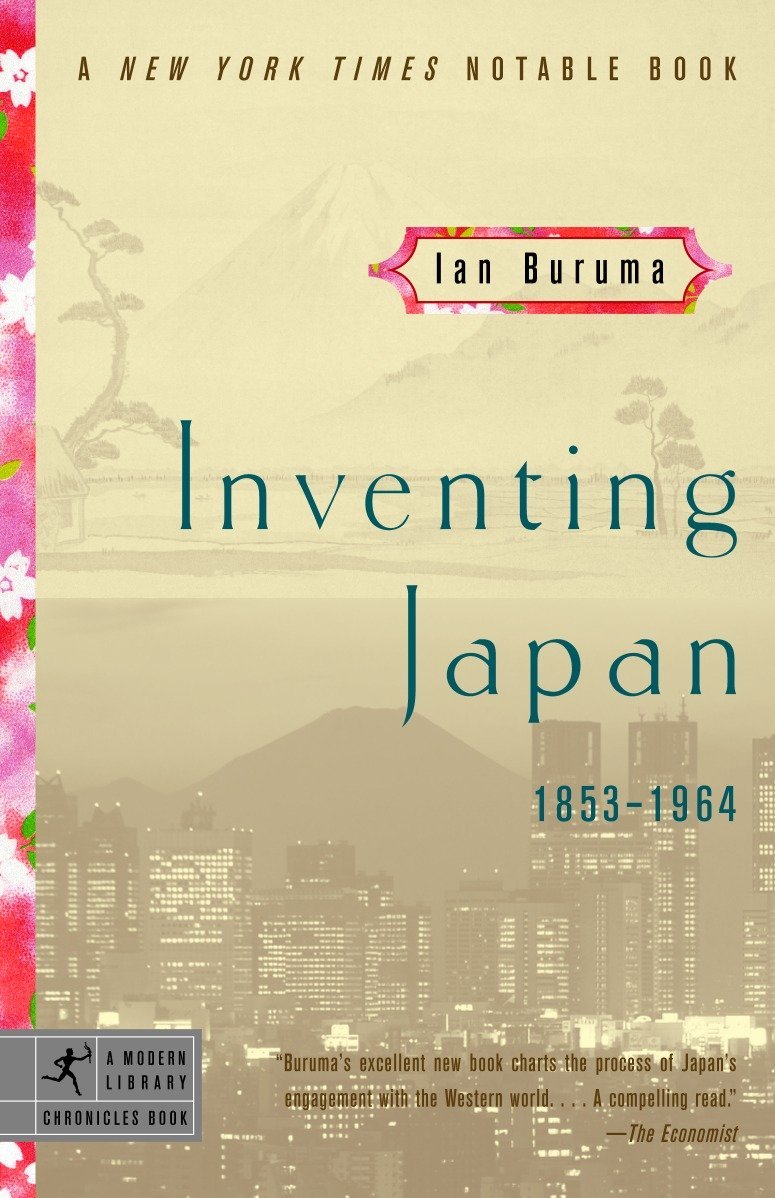 A NEW YORK TIMES NOTABLE BOOK
Ian Buruma
Inventing
Japan
1853–1964
A MODERN
LIBRARY
CHRONICLES BOOK
“Buruma’s excellent new book charts the process of Japan’s
engagement with the Western world. . . . A compelling read.”
—The Economist